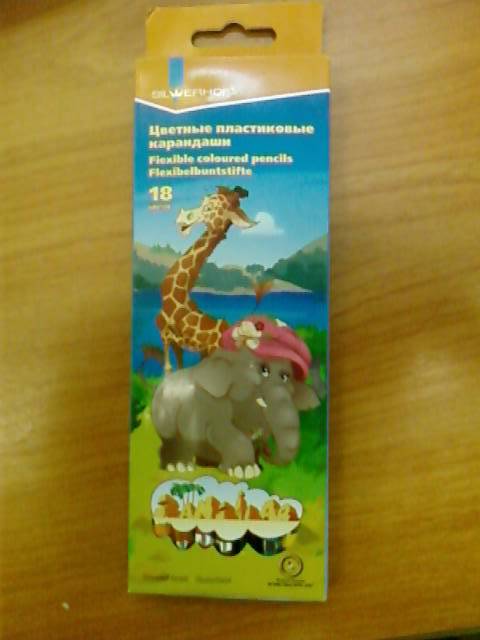 SILWERHOF
Цветные пластиковые
карандаши
Flexible coloured pencils
Flexibelbuntstifte
18